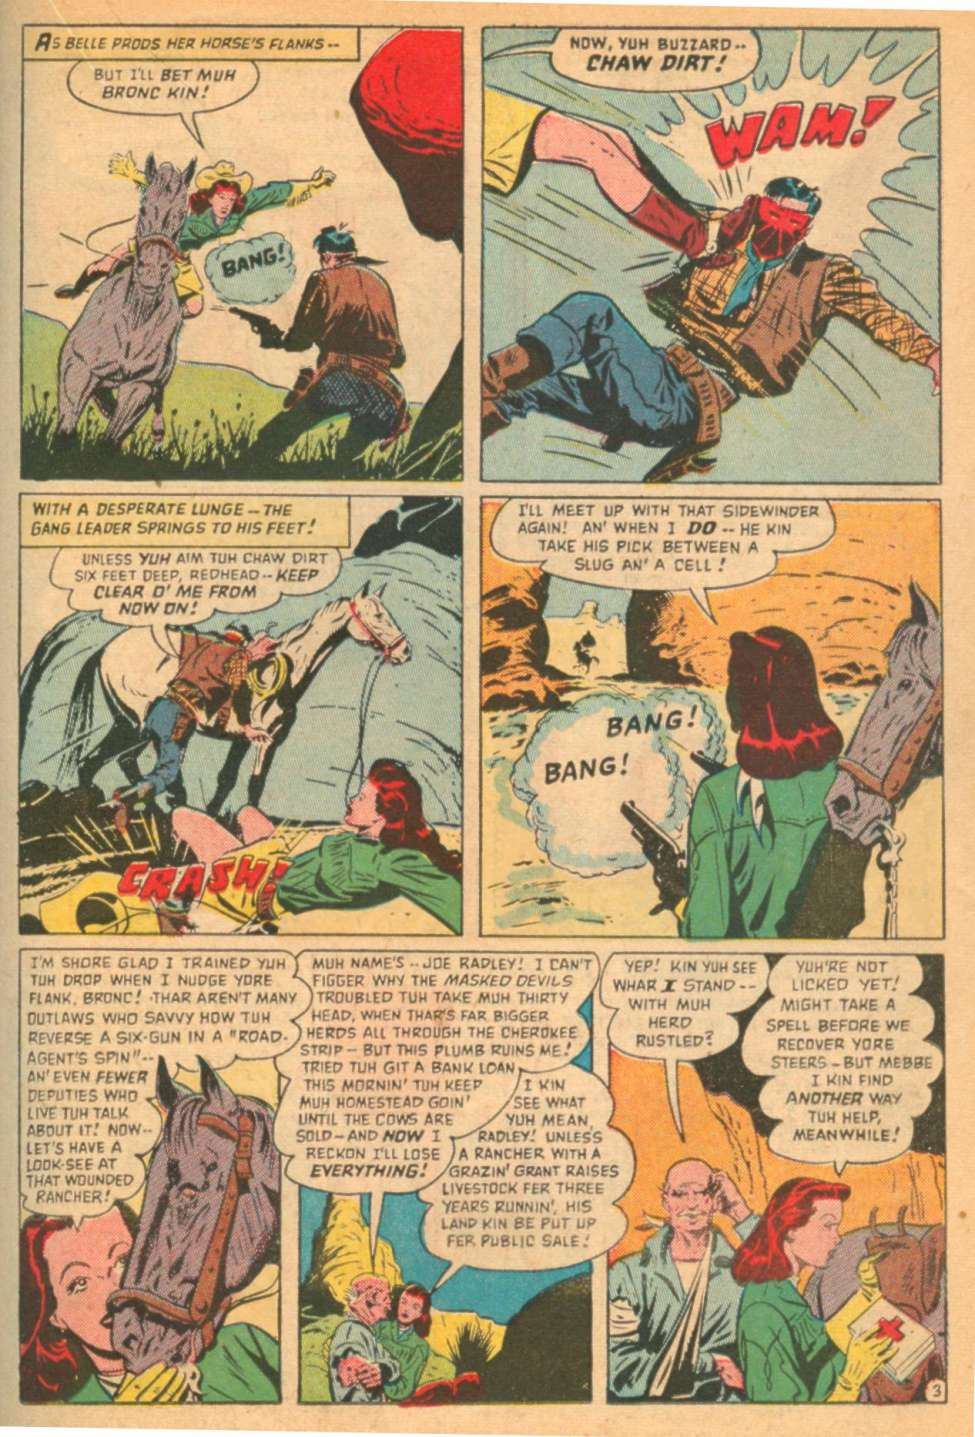 AS BELLE PRODS HER HORSE'S FLANKS--
BUT I'LL BET MUH
BRONC KIN!
BANG!
NOW, YUH BUZZARD--
CHAW DIRT!
WAM!
WITH A DESPERATE LUNGE--THE
GANG LEADER SPRINGS TO HIS FEET!
UNLESS YUH AIM TUH CHAW DIRT
SIX FEET DEEP, REDHEAD--KEEP
CLEAR O' ME FROM
NOW ON!
CRASH!
I'LL MEET UP WITH THAT SIDEWINDER
AGAIN! AN' WHEN I DO--HE KIN
TAKE HIS PICK BETWEEN A
SLUG AN' A CELL!
BANG!
BANG!
I'M SHORE GLAD I TRAINED YUH
TUH DROP WHEN I NUDGE YORE
FLANK, BRONC! THAR AREN'T MANY
OUTLAWS WHO SAVVY HOW TUH
REVERSE A SIX-GUN IN A "ROAD-
AGENT'S SPIN"--
AN' EVEN FEWER
DEPUTIES WHO
LIVE TUH TALK
ABOUT IT! NOW--
LET'S HAVE A
LOOK-SEE AT
THAT WOUNDED
RANCHER!
MUH NAME'S--JOE RADLEY! I CAN'T
FIGGER WHY THE MASKED DEVILS
TROUBLED TUH TAKE MUH THIRTY
HEAD, WHEN THAR'S FAR BIGGER
HERDS ALL THROUGH THE CHEROKEE
STRIP--BUT THIS PLUMB RUINS ME!
TRIED TUH GIT A BANK LOAN
THIS MORNIN' TUH KEEP
MUH HOMESTEAD GOIN'
UNTIL THE COWS ARE
SOLD--AND NOW I
RECKON I'LL LOSE
EVERYTHING!
I KIN
SEE WHAT
YUH MEAN,
RADLEY! UNLESS
A RANCHER WITH A
GRAZIN' GRANT RAISES
LIVESTOCK FER THREE
YEARS RUNNIN', HIS
LAND KIN BE PUT UP
FER PUBLIC SALE!
YEP! KIN YUH SEE
WHAR I STAND--
WITH MUH
HERD
RUSTLED?
YUH'RE NOT
LICKED YET!
MIGHT TAKE A
SPELL BEFORE WE
RECOVER YORE
STEERS--BUT MEBBE
I KIN FIND
ANOTHER WAY
TUH HELP,
MEANWHILE!
3